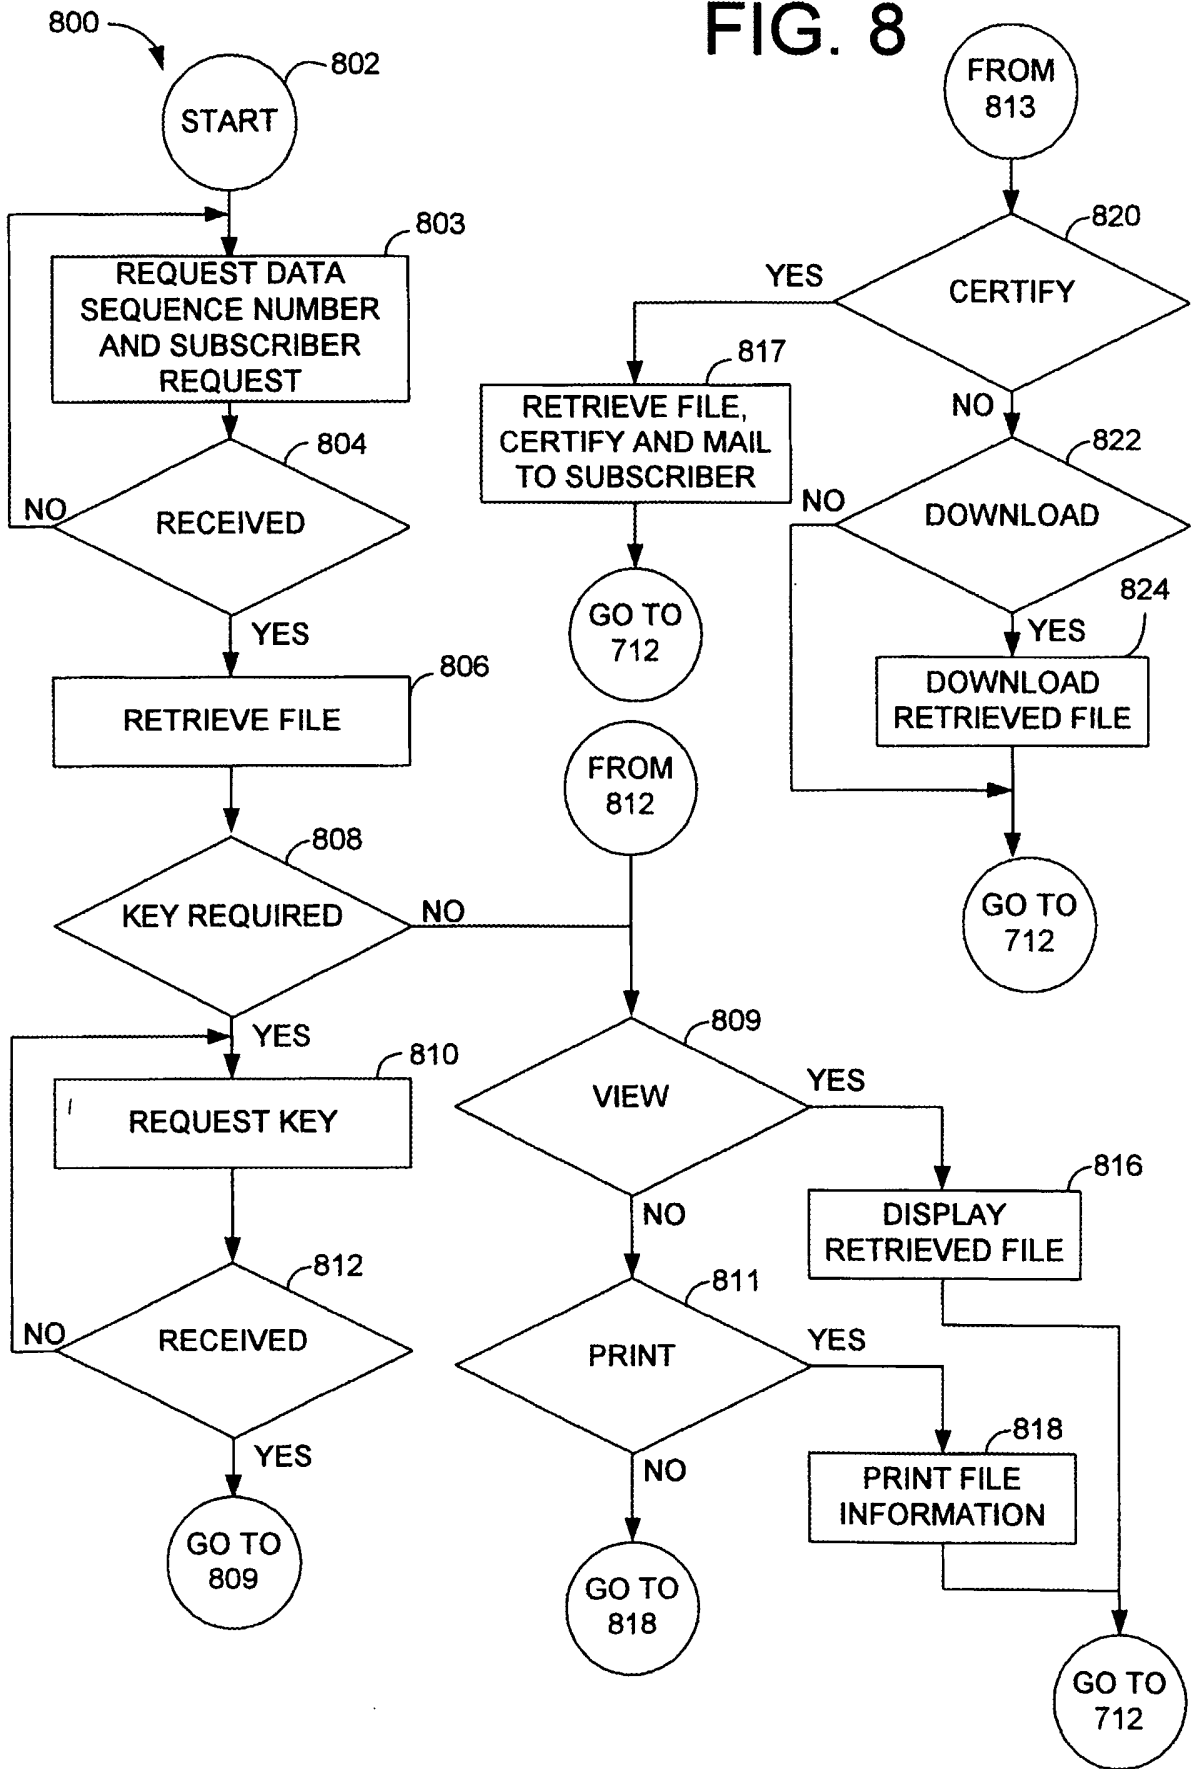 FIG. 8
800
802
START
803
REQUEST DATA
SEQUENCE NUMBER
AND SUBSCRIBER
REQUEST
804
NO
RECEIVED
YES
806
RETRIEVE FILE
808
KEY REQUIRED
NO
YES
810
REQUEST KEY
812
NO
RECEIVED
YES
GO TO
809
FROM
813
820
YES
CERTIFY
817
RETRIEVE FILE,
CERTIFY AND MAIL
TO SUBSCRIBER
GO TO
712
NO
822
NO
DOWNLOAD
824
YES
DOWNLOAD
RETRIEVED FILE
GO TO
712
FROM
812
809
VIEW
YES
816
DISPLAY
RETRIEVED FILE
NO
811
PRINT
YES
818
PRINT FILE
INFORMATION
NO
GO TO
818
GO TO
712